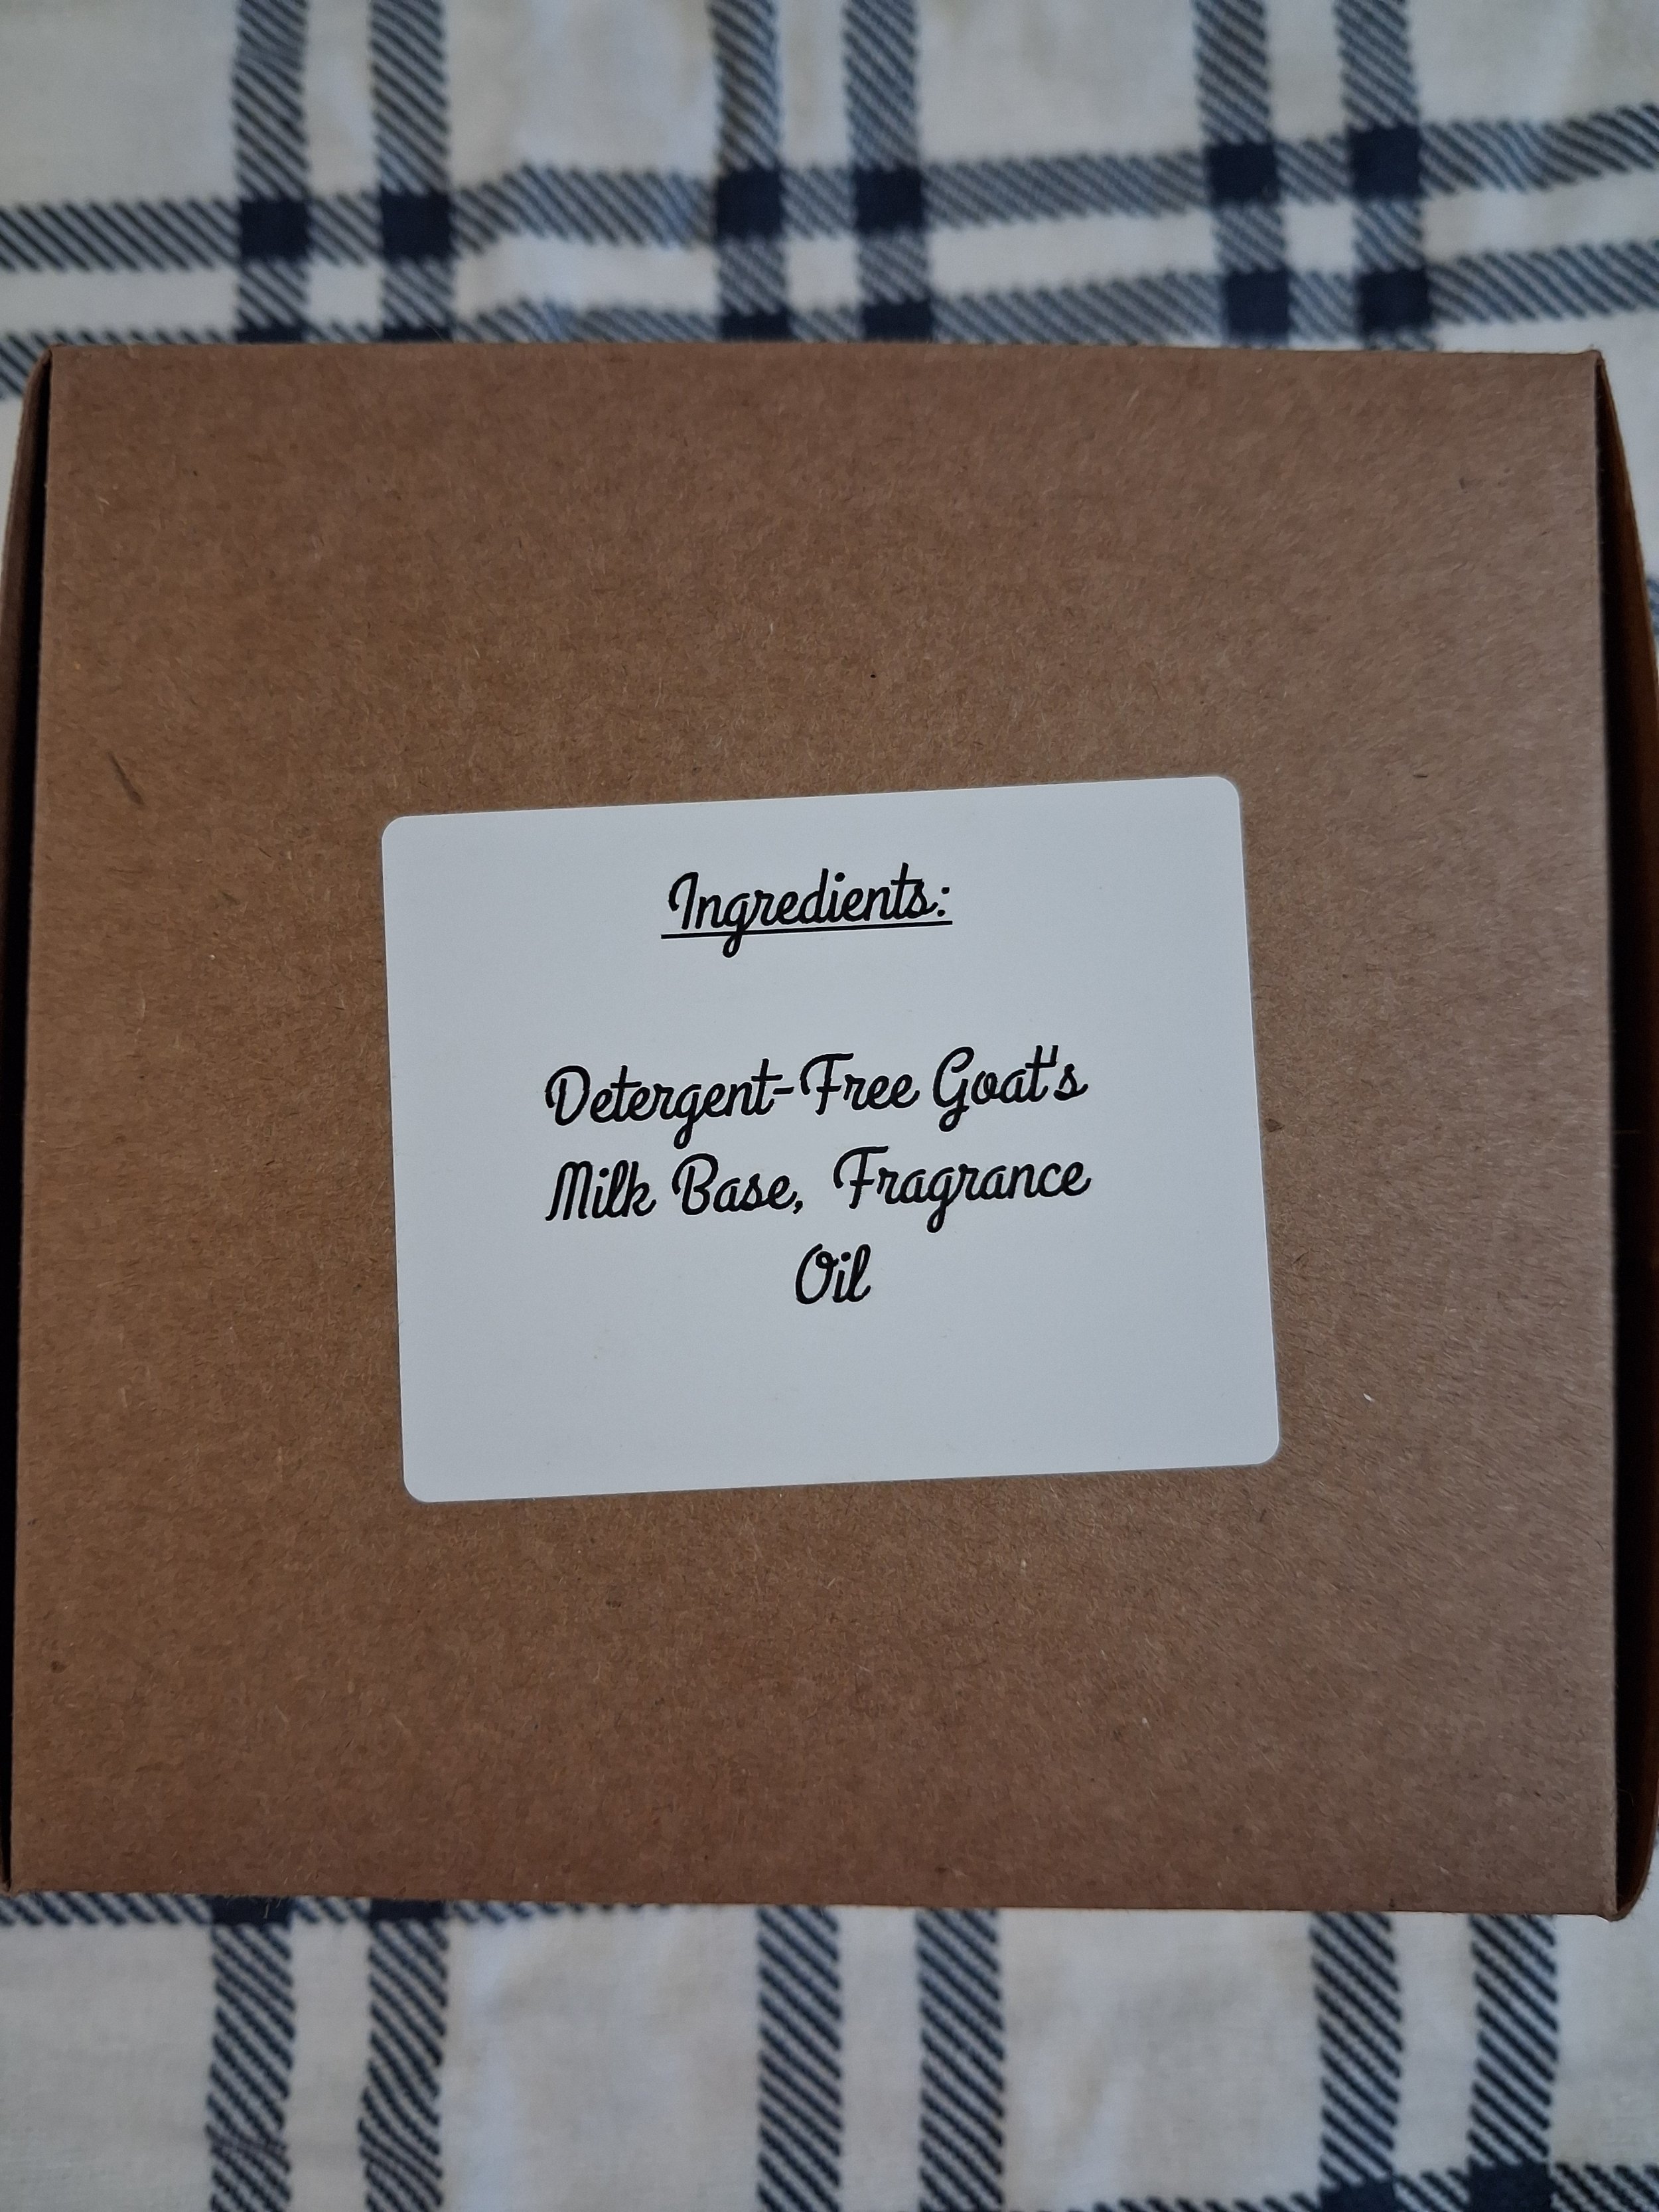 Ingredients:
Detergent-Free Goat's
Milk Base, Fragrance
Oil